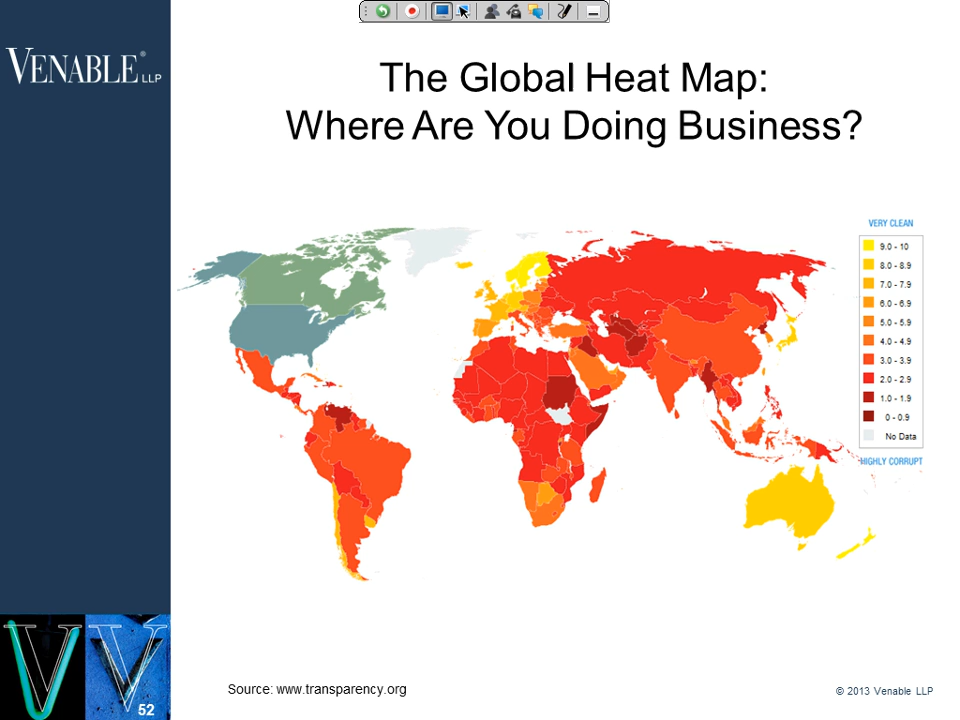 VENABLE® LLP
The Global Heat Map:
Where Are You Doing Business?
VERY CLEAN
9.0 - 10
8.0 - 8.9
7.0 - 7.9
6.0 - 6.9
5.0 - 5.9
4.0 - 4.9
3.0 - 3.9
2.0 - 2.9
1.0 - 1.9
0 - 0.9
No Data
HIGHLY CORRUPT
52
Source: www.transparency.org
© 2013 Venable LLP